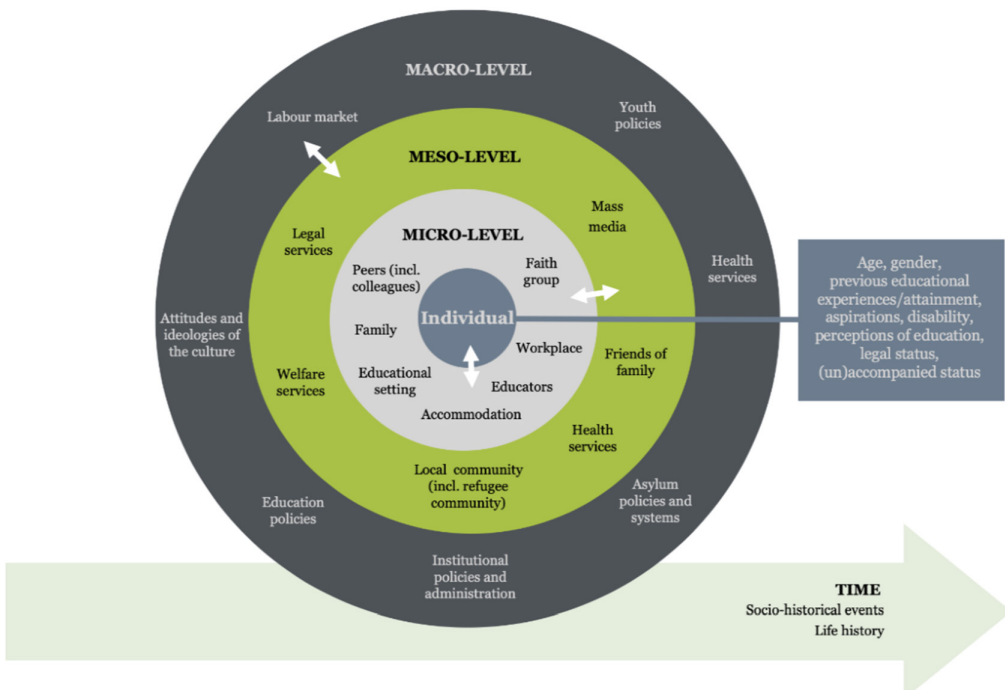 MACRO-LEVEL
Labour market
Youth
policies
Health
services
Attitudes and
ideologies of
the culture
Education
policies
Asylum
policies and
systems
Institutional
policies and
administration
MESO-LEVEL
Legal
services
Mass
media
Welfare
services
Friends of
family
Health
services
Local community
(incl. refugee
community)
MICRO-LEVEL
Peers (incl.
colleagues)
Faith
group
Family
Workplace
Educational
setting
Educators
Accommodation
Individual
Age, gender,
previous educational
experiences/attainment,
aspirations, disability,
perceptions of education,
legal status,
(un)accompanied status
TIME
Socio-historical events
Life history